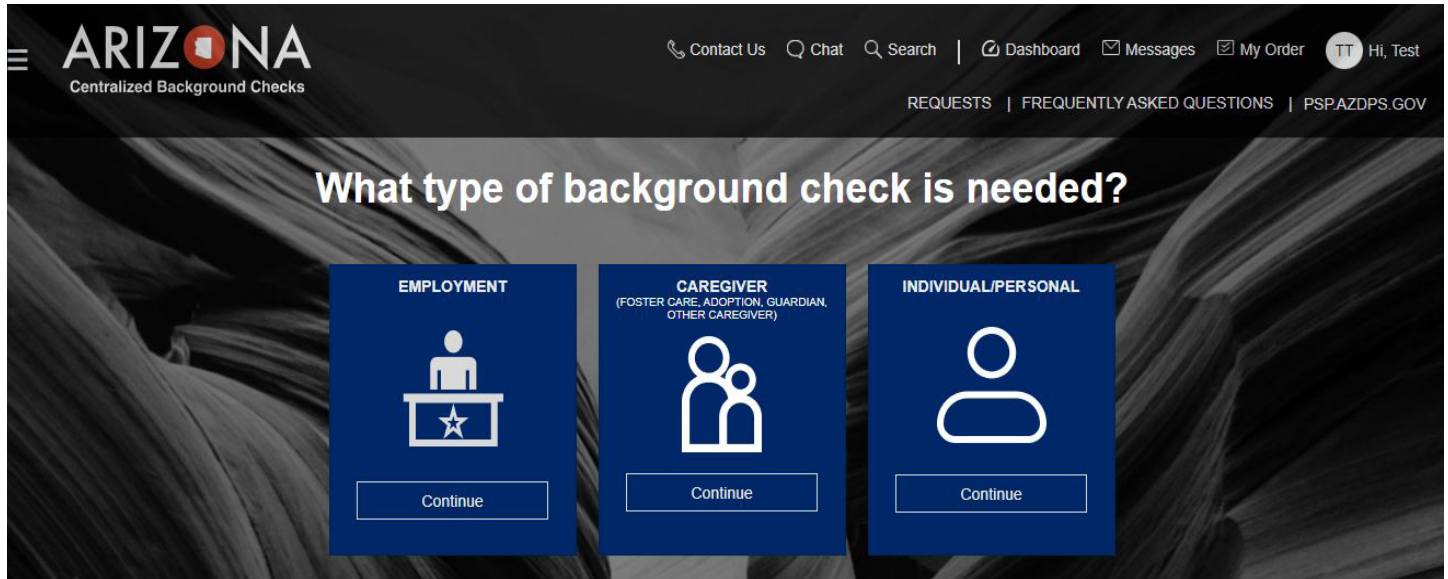 ARIZONA
Centralized Background Checks
Contact Us Chat Search | Dashboard Messages My Order TT Hi, Test
REQUESTS | FREQUENTLY ASKED QUESTIONS | PSP.AZDPS.GOV
What type of background check is needed?
EMPLOYMENT
Continue
CAREGIVER
(FOSTER CARE, ADOPTION, GUARDIAN,
OTHER CAREGIVER)
Continue
INDIVIDUAL/PERSONAL
Continue